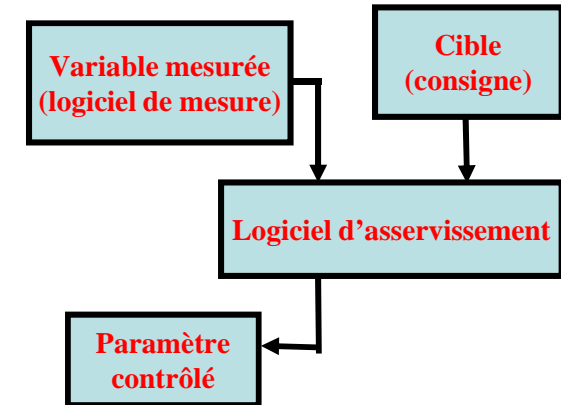 Variable mesurée
(logiciel de mesure)
Cible
(consigne)
Logiciel d’asservissement
Paramètre
contrôlé